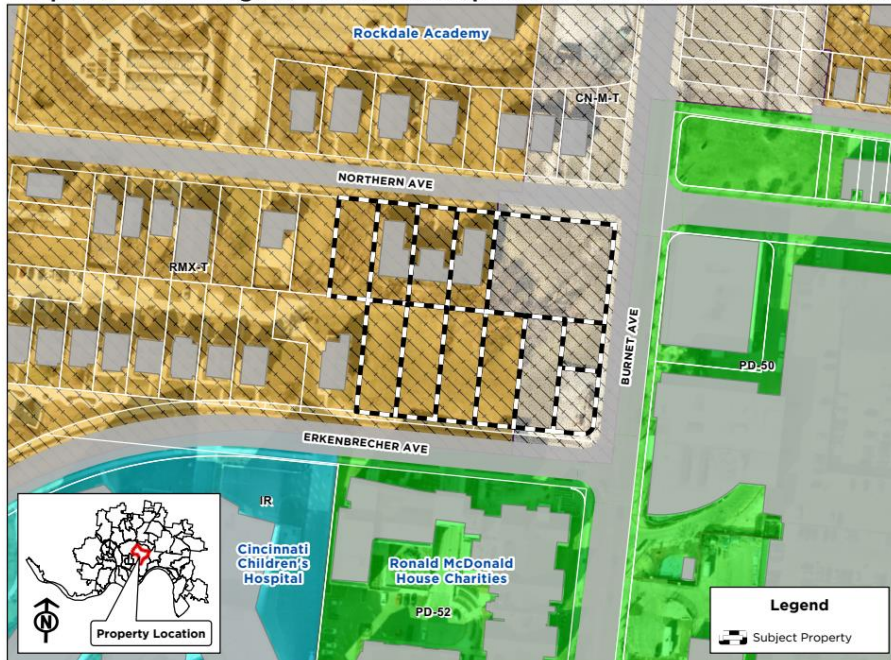 Rockdale Academy
CN-M-T
NORTHERN AVE
RMX-T
BURNET AVE
PD-50
ERKENBRECHER AVE
IR
Cincinnati
Children's
Hospital
Ronald McDonald
House Charities
PD-52
N
Property Location
Legend
Subject Property